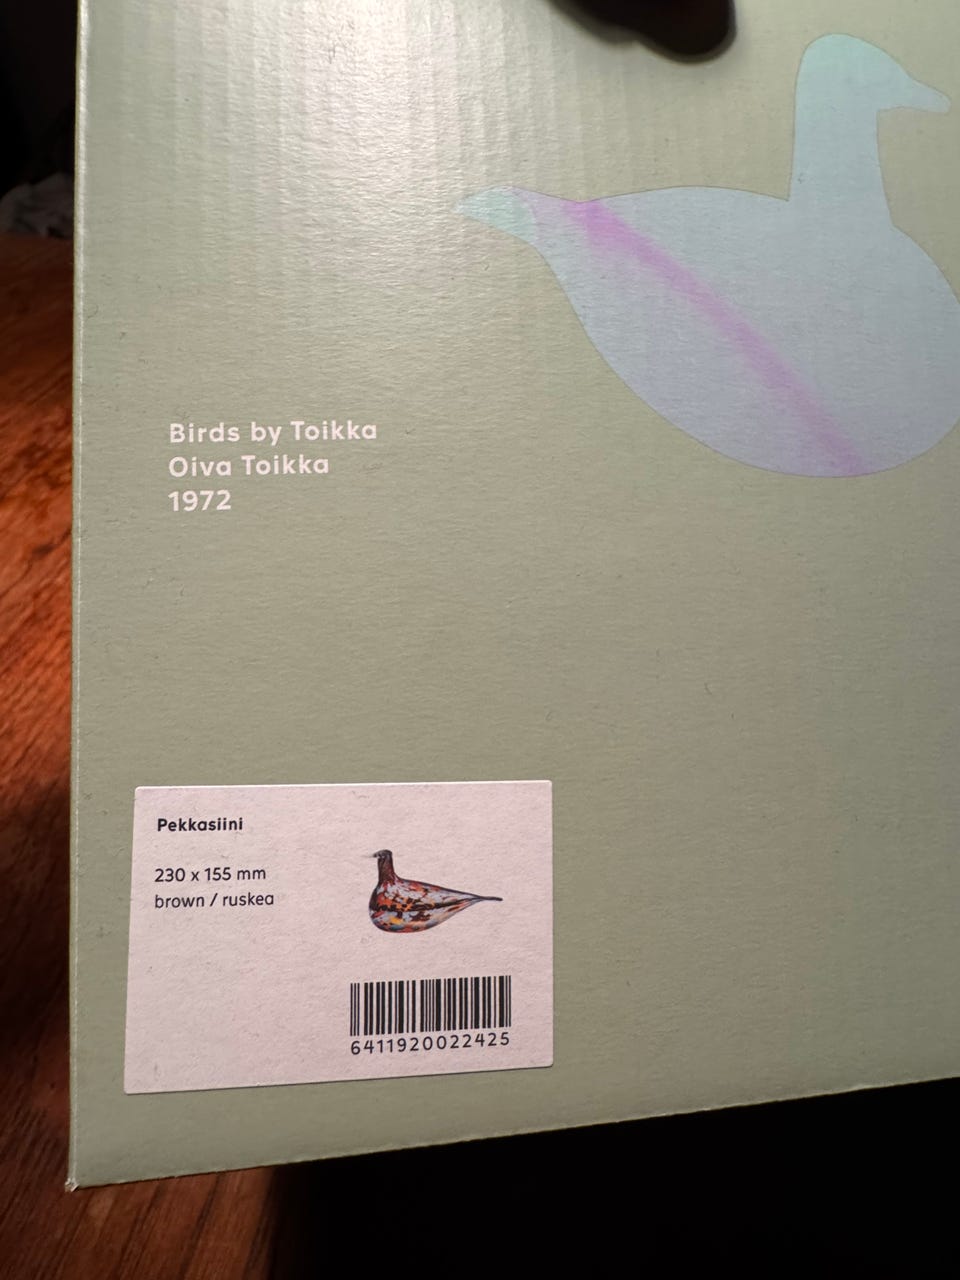 Birds by Toikka
Oiva Toikka
1972
Pekkasiini
230 x 155 mm
brown / ruskea
6411920022425